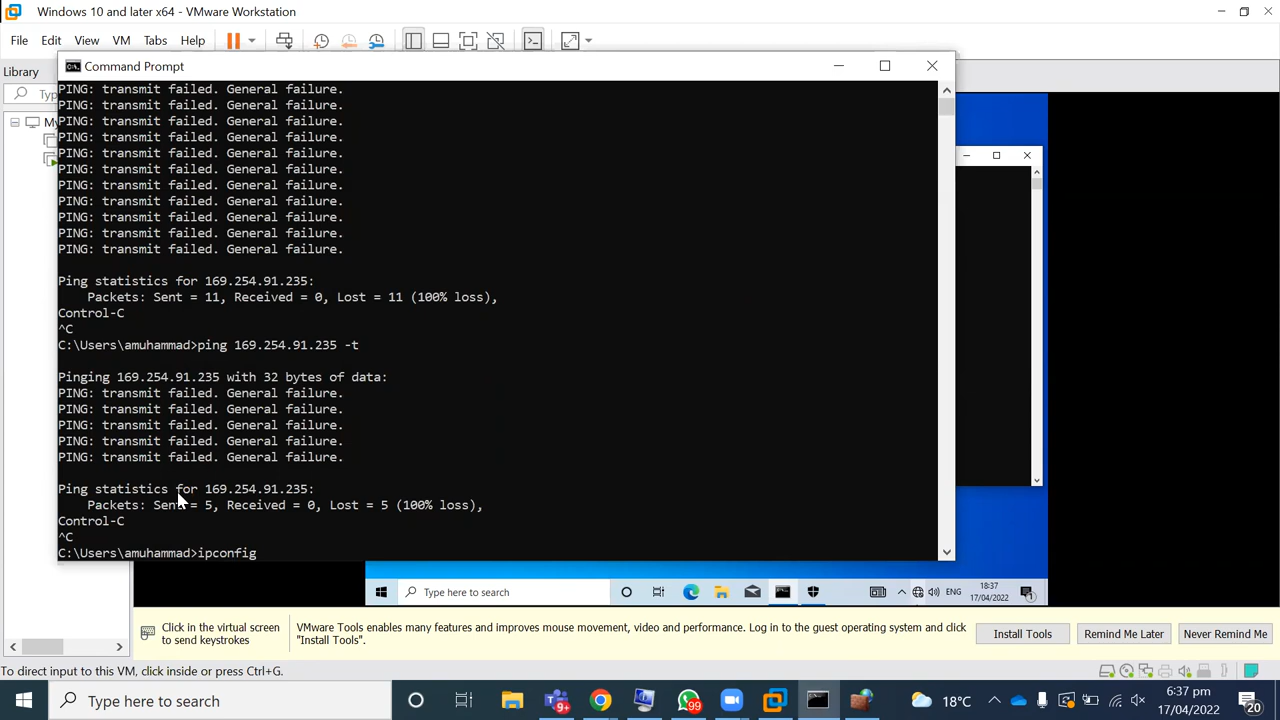 Windows 10 and later x64 - VMware Workstation
File Edit View VM Tabs Help
Library
Command Prompt
Typ
My
PING: transmit failed. General failure.
PING: transmit failed. General failure.
PING: transmit failed. General failure.
PING: transmit failed. General failure.
PING: transmit failed. General failure.
PING: transmit failed. General failure.
PING: transmit failed. General failure.
PING: transmit failed. General failure.
PING: transmit failed. General failure.
PING: transmit failed. General failure.
PING: transmit failed. General failure.
Ping statistics for 169.254.91.235:
Packets: Sent = 11, Received = 0, Lost = 11 (100% loss),
Control-C
^C
C:\Users\amuhammad>ping 169.254.91.235 -t
Pinging 169.254.91.235 with 32 bytes of data:
PING: transmit failed. General failure.
PING: transmit failed. General failure.
PING: transmit failed. General failure.
PING: transmit failed. General failure.
PING: transmit failed. General failure.
Ping statistics for 169.254.91.235:
Packets: Sent = 5, Received = 0, Lost = 5 (100% loss),
Control-C
^C
C:\Users\amuhammad>ipconfig
Type here to search
ENG
18:37
17/04/2022
1
Click in the virtual screen
to send keystrokes
VMware Tools enables many features and improves mouse movement, video and performance. Log in to the guest operating system and click
"Install Tools".
Install Tools
Remind Me Later
Never Remind Me
To direct input to this VM, click inside or press Ctrl+G.
Type here to search
9+
99
18°C
6:37 pm
17/04/2022
20